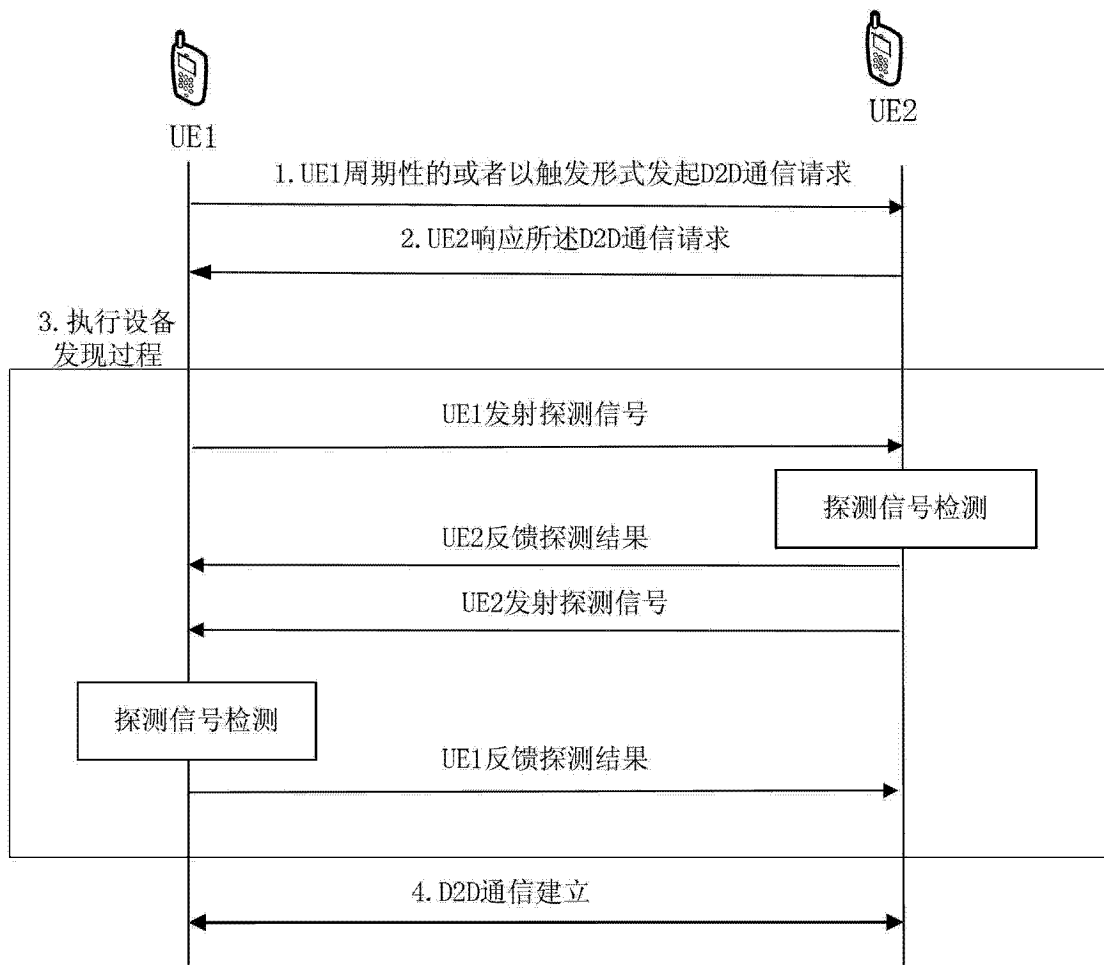 UE1
UE2
1.UE1周期性的或者以触发形式发起D2D通信请求
2.UE2响应所述D2D通信请求
3.执行设备
发现过程
UE1发射探测信号
探测信号检测
UE2反馈探测结果
UE2发射探测信号
探测信号检测
UE1反馈探测结果
4.D2D通信建立